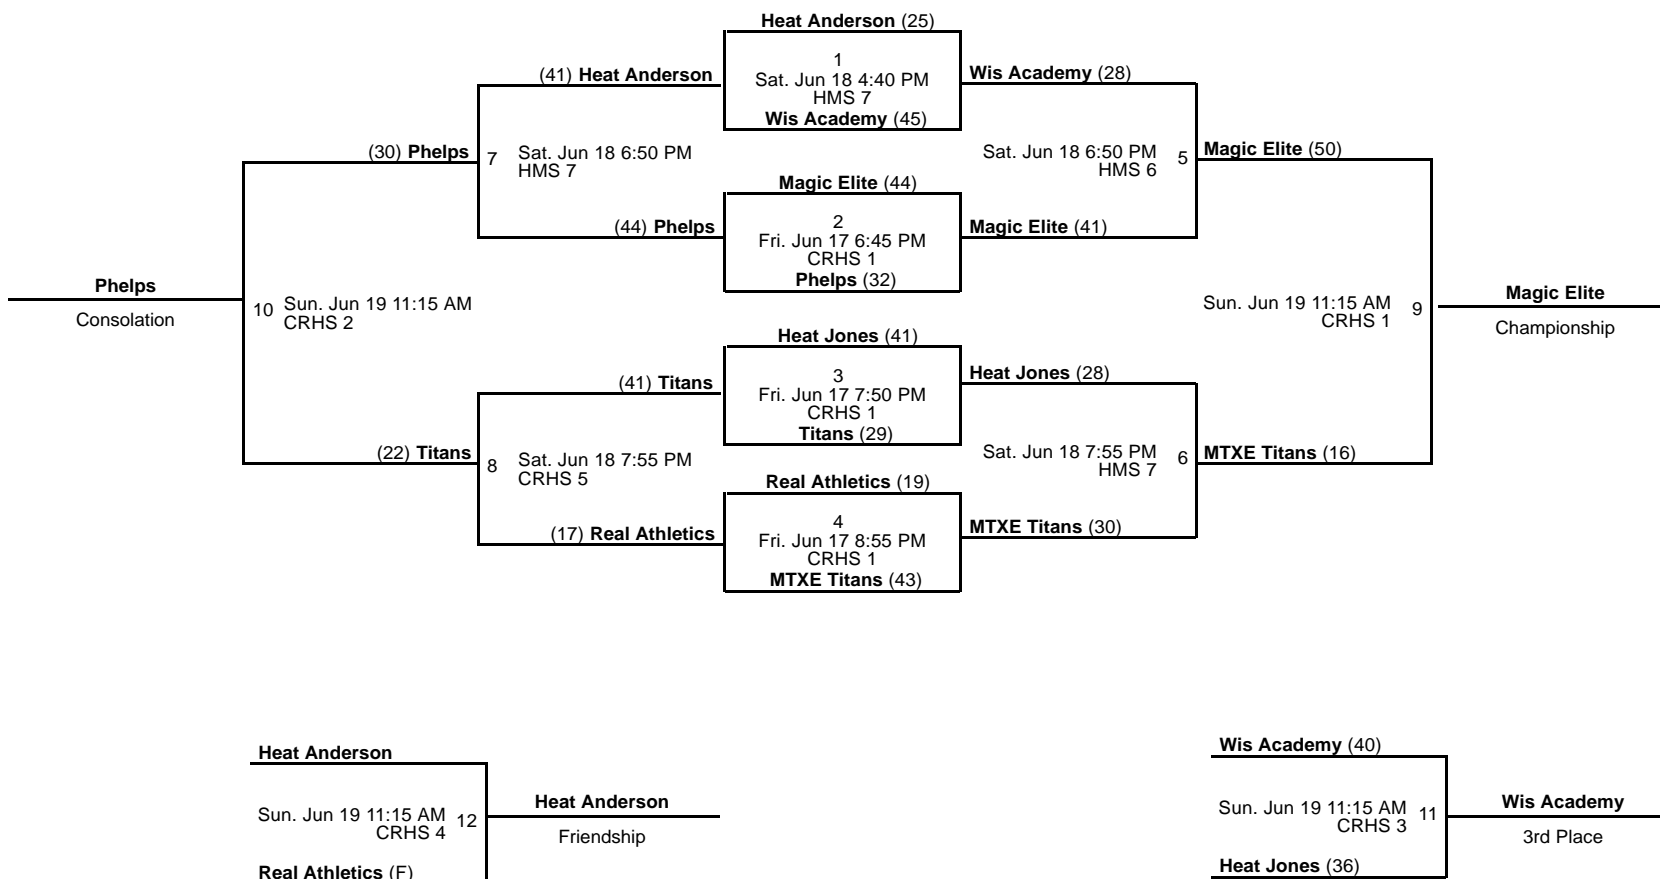 Heat Anderson (25)
1
Sat. Jun 18 4:40 PM
HMS 7
Wis Academy (45)
(41) Heat Anderson
Wis Academy (28)
(30) Phelps
7 Sat. Jun 18 6:50 PM
HMS 7
Sat. Jun 18 6:50 PM 5
HMS 6
Magic Elite (50)
Magic Elite (44)
2
Fri. Jun 17 6:45 PM
CRHS 1
Phelps (32)
(44) Phelps
Magic Elite (41)
Phelps
Consolation
10 Sun. Jun 19 11:15 AM
CRHS 2
Sun. Jun 19 11:15 AM 9
CRHS 1
Magic Elite
Championship
Heat Jones (41)
3
Fri. Jun 17 7:50 PM
CRHS 1
Titans (29)
(41) Titans
Heat Jones (28)
(22) Titans
8 Sat. Jun 18 7:55 PM
CRHS 5
Sat. Jun 18 7:55 PM 6
HMS 7
MTXE Titans (16)
Real Athletics (19)
4
Fri. Jun 17 8:55 PM
CRHS 1
MTXE Titans (43)
(17) Real Athletics
MTXE Titans (30)
Heat Anderson
Sun. Jun 19 11:15 AM 12
CRHS 4
Real Athletics (F)
Heat Anderson
Friendship
Wis Academy (40)
Sun. Jun 19 11:15 AM 11
CRHS 3
Heat Jones (36)
Wis Academy
3rd Place